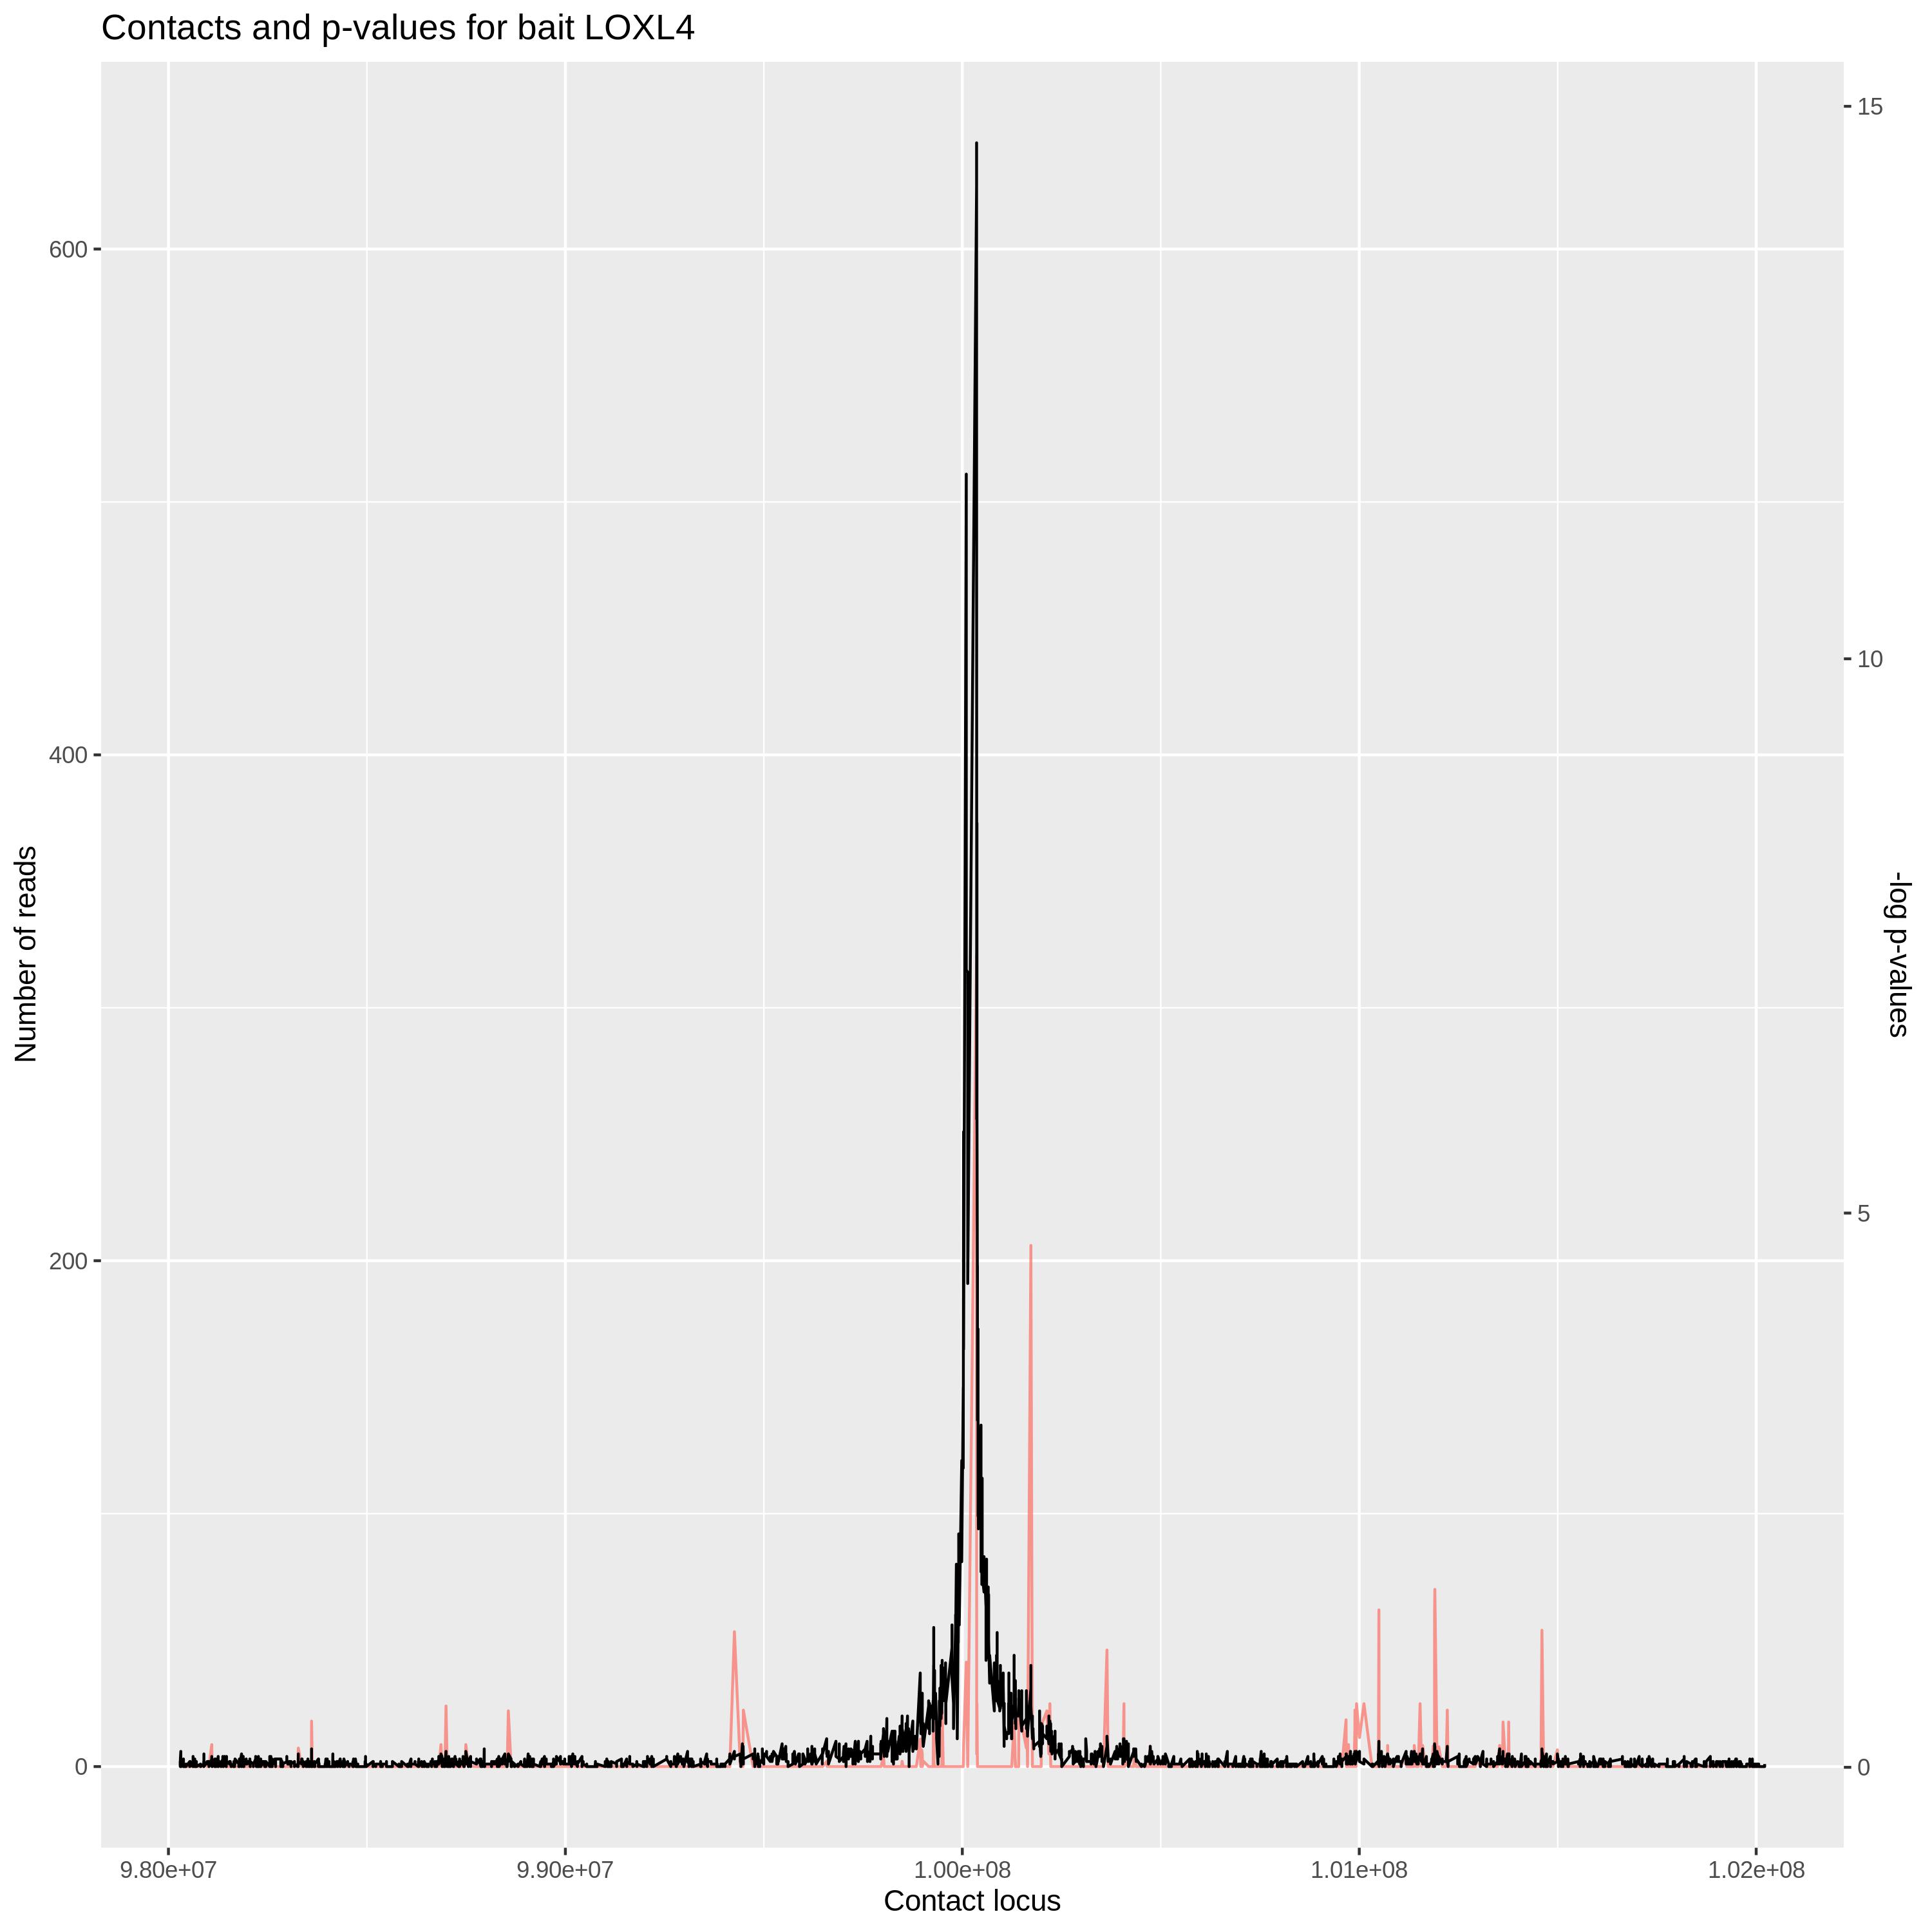 Contacts and p-values for bait LOXL4
15
600
10
400
Number of reads
-log p-values
5
200
0
0
9.80e+07
9.90e+07
1.00e+08
1.01e+08
1.02e+08
Contact locus